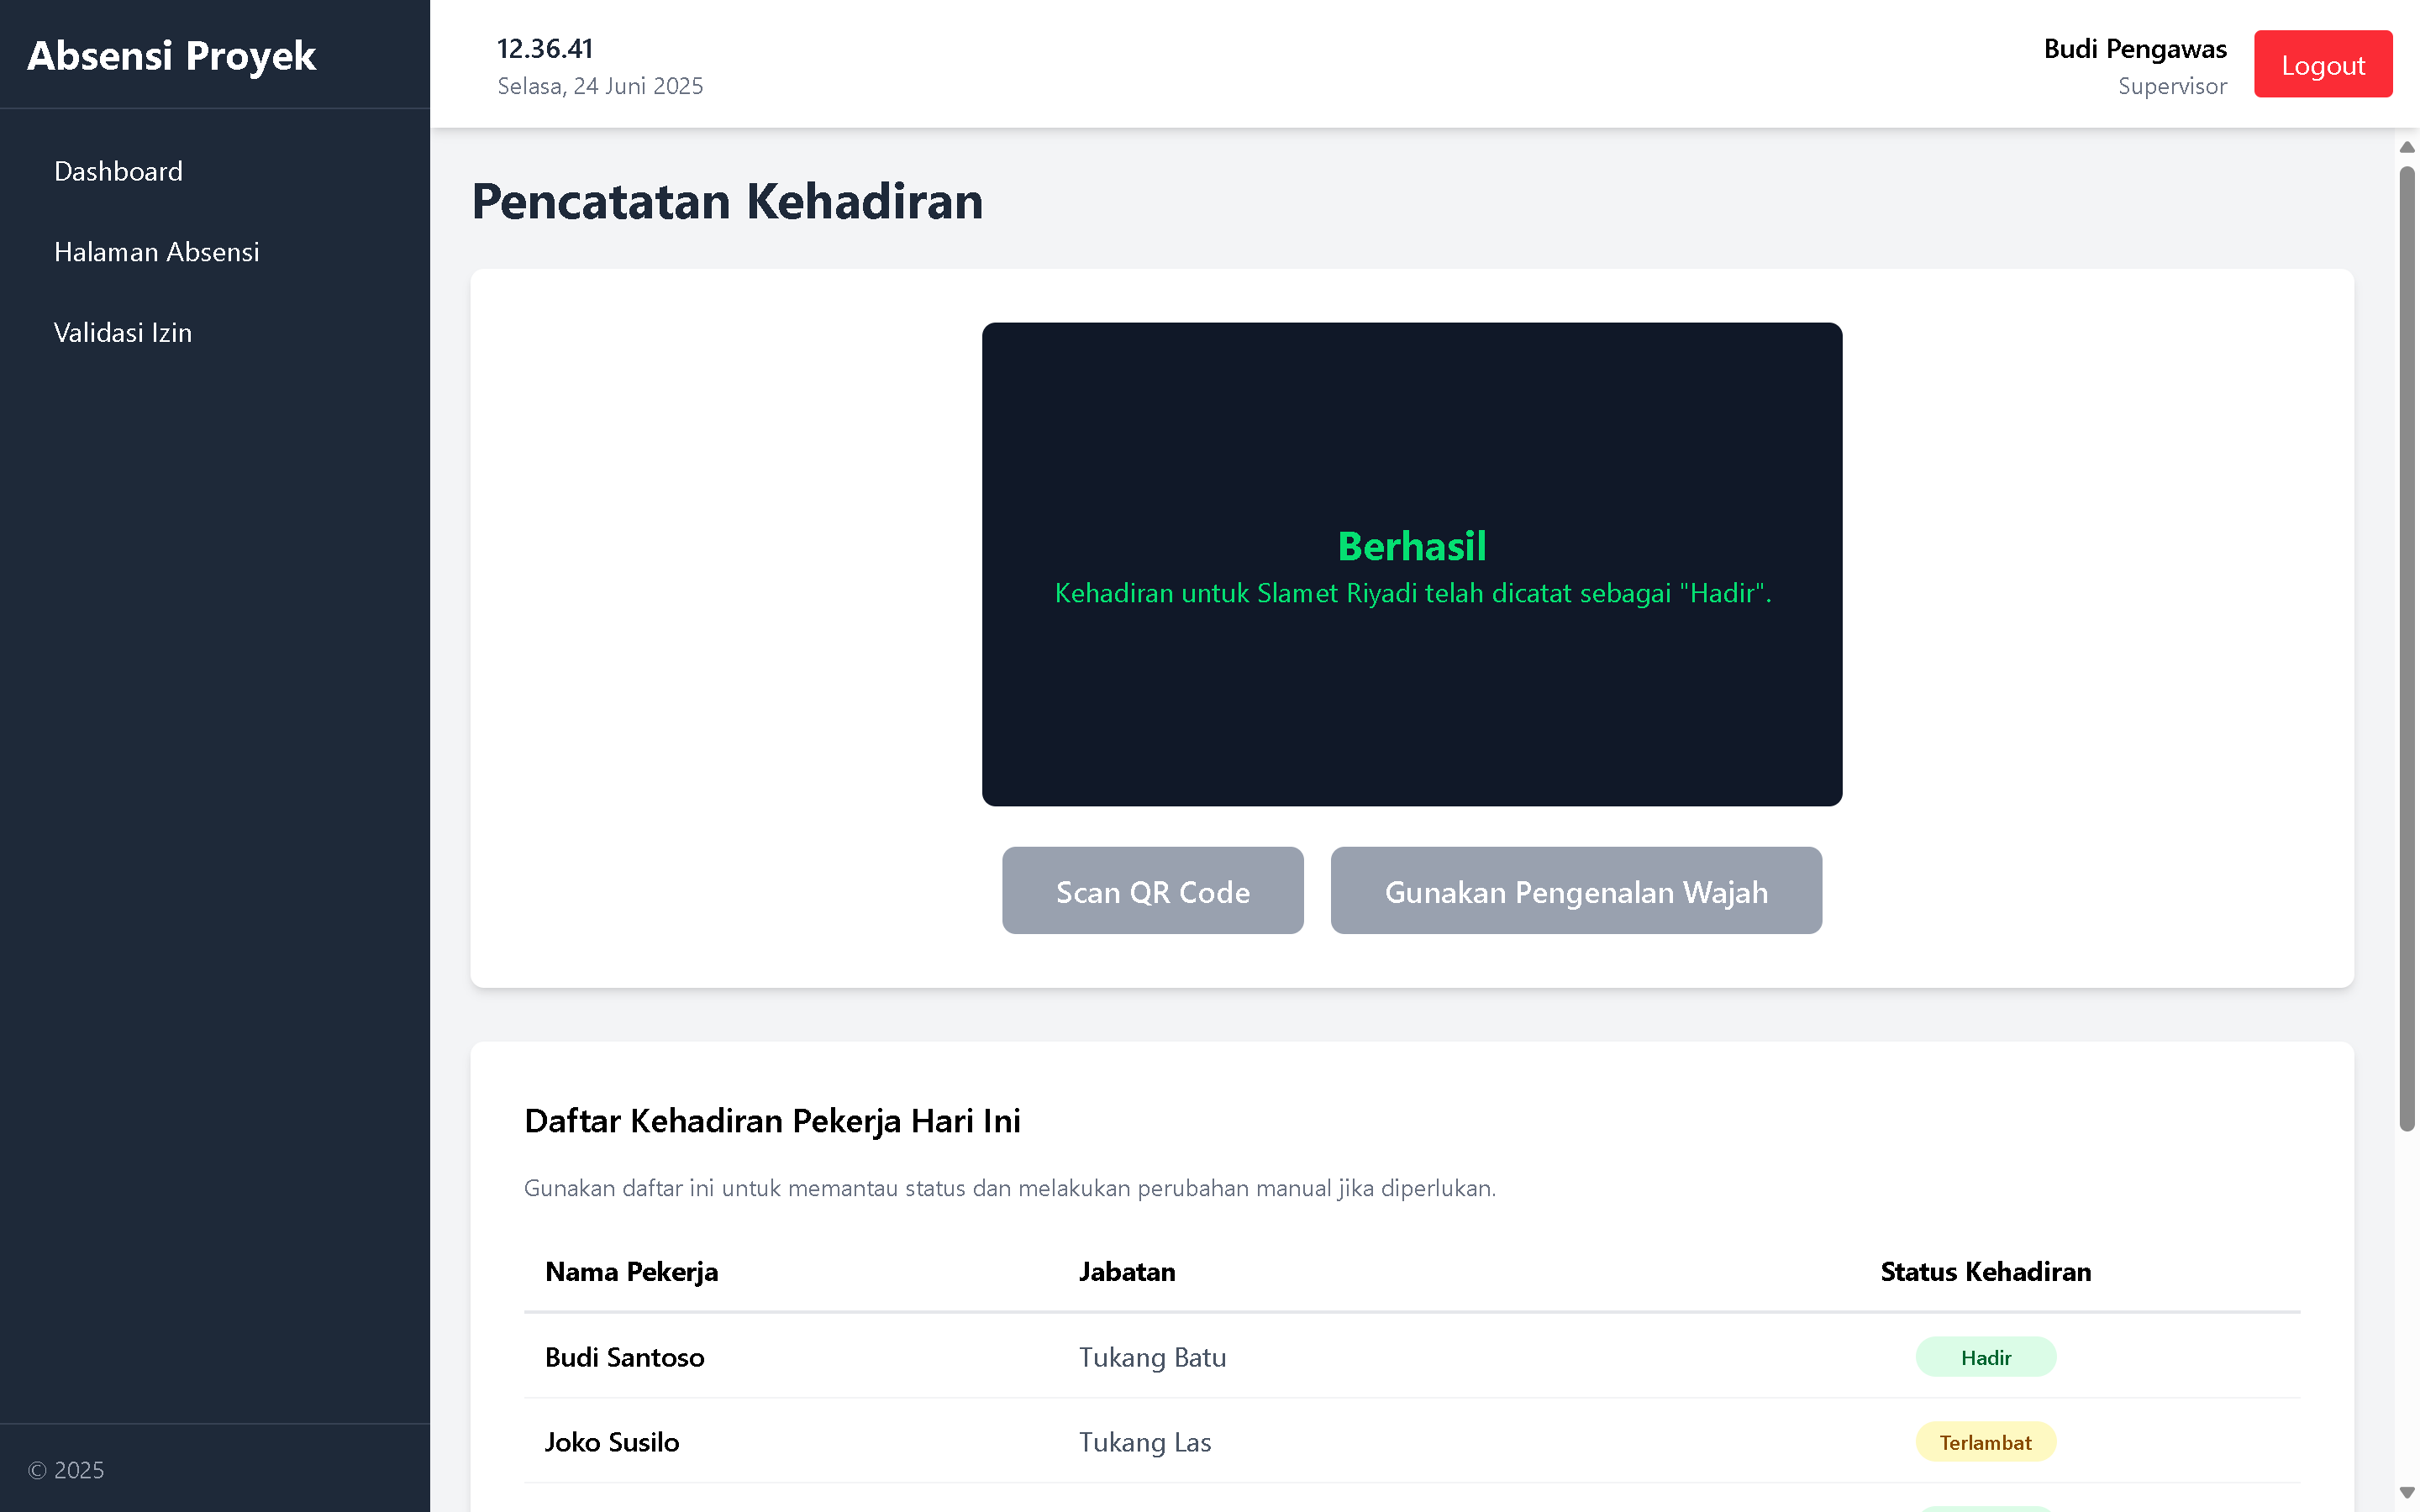 Absensi Proyek
Dashboard
Halaman Absensi
Validasi Izin
© 2025
12.36.41
Selasa, 24 Juni 2025
Budi Pengawas
Supervisor
Logout
Pencatatan Kehadiran
Berhasil
Kehadiran untuk Slamet Riyadi telah dicatat sebagai "Hadir".
Scan QR Code
Gunakan Pengenalan Wajah
Daftar Kehadiran Pekerja Hari Ini
Gunakan daftar ini untuk memantau status dan melakukan perubahan manual jika diperlukan.
Nama Pekerja Jabatan Status Kehadiran
Budi Santoso Tukang Batu Hadir
Joko Susilo Tukang Las Terlambat